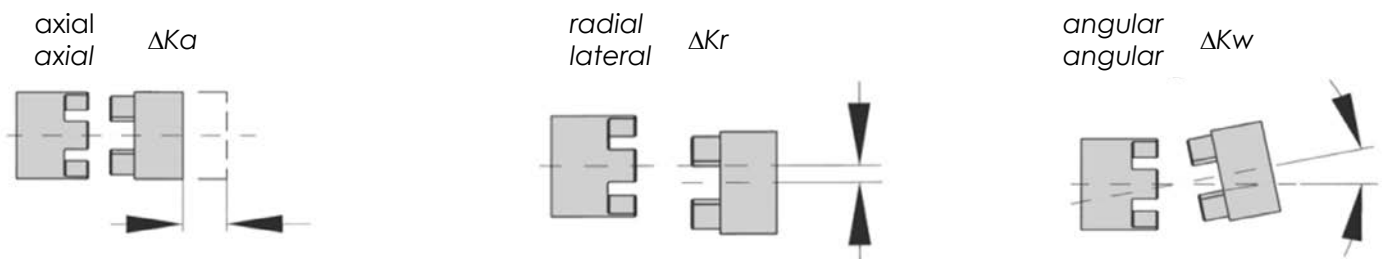 axial
axial
ΔKa
radial
lateral
ΔKr
angular
angular
ΔKw